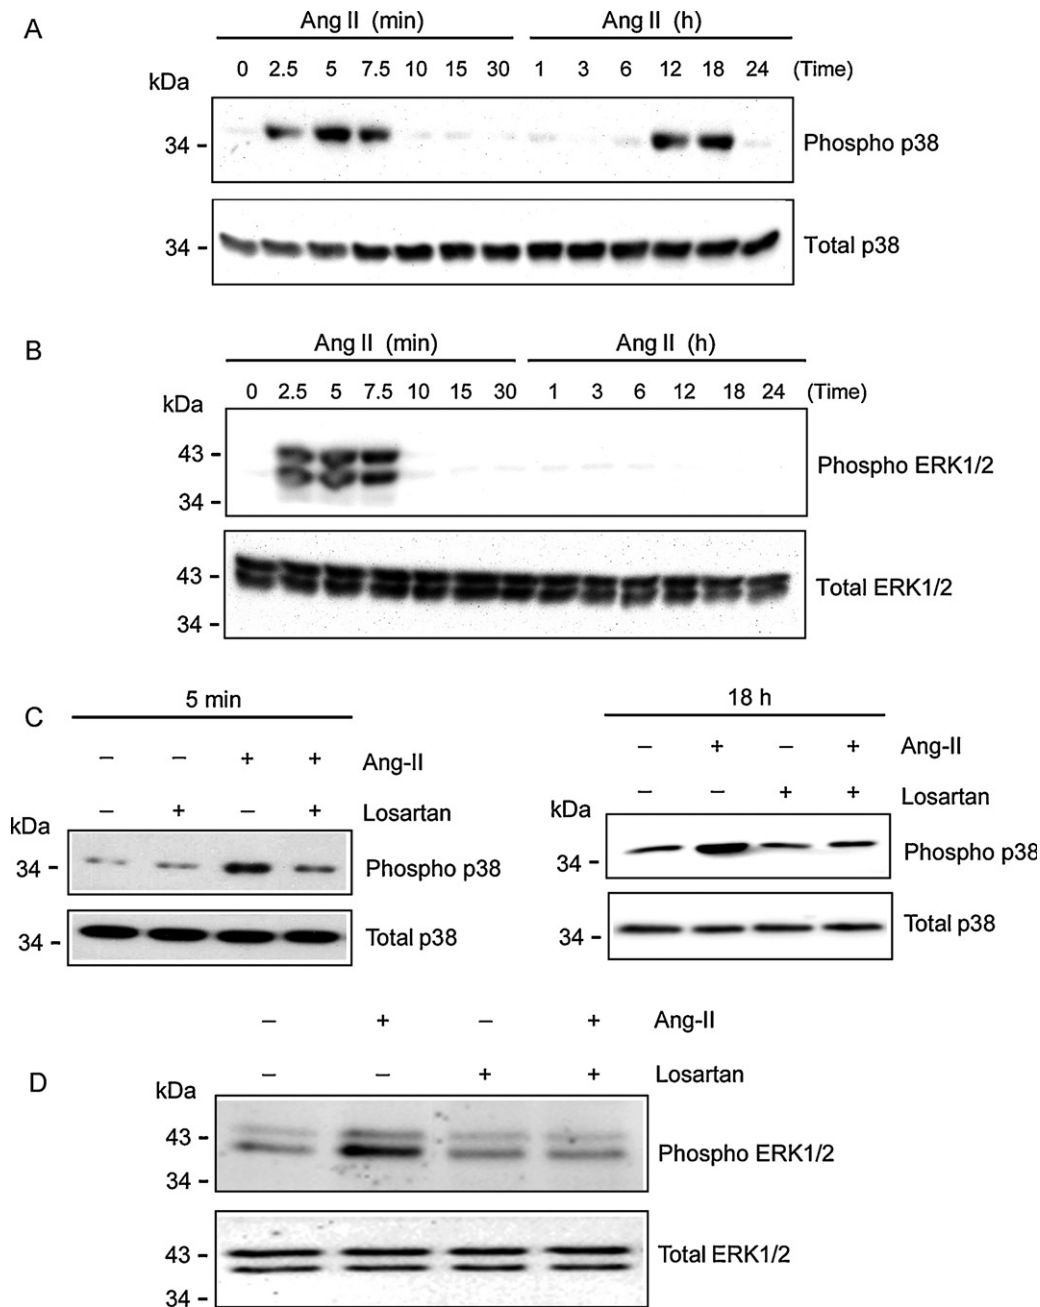 A
Ang II (min) Ang II (h)
0 2.5 5 7.5 10 15 30 1 3 6 12 18 24 (Time)
kDa
34 - Phospho p38
34 - Total p38
B
Ang II (min) Ang II (h)
0 2.5 5 7.5 10 15 30 1 3 6 12 18 24 (Time)
kDa
43 - Phospho ERK1/2
34 -
43 - Total ERK1/2
34 -
C
5 min
– – + + Ang-II
– + – + Losartan
kDa
34 - Phospho p38
34 - Total p38
18 h
– + – + Ang-II
– – + + Losartan
kDa
34 - Phospho p38
34 - Total p38
D
– + – + Ang-II
– – + + Losartan
kDa
43 - Phospho ERK1/2
34 -
43 - Total ERK1/2
34 -